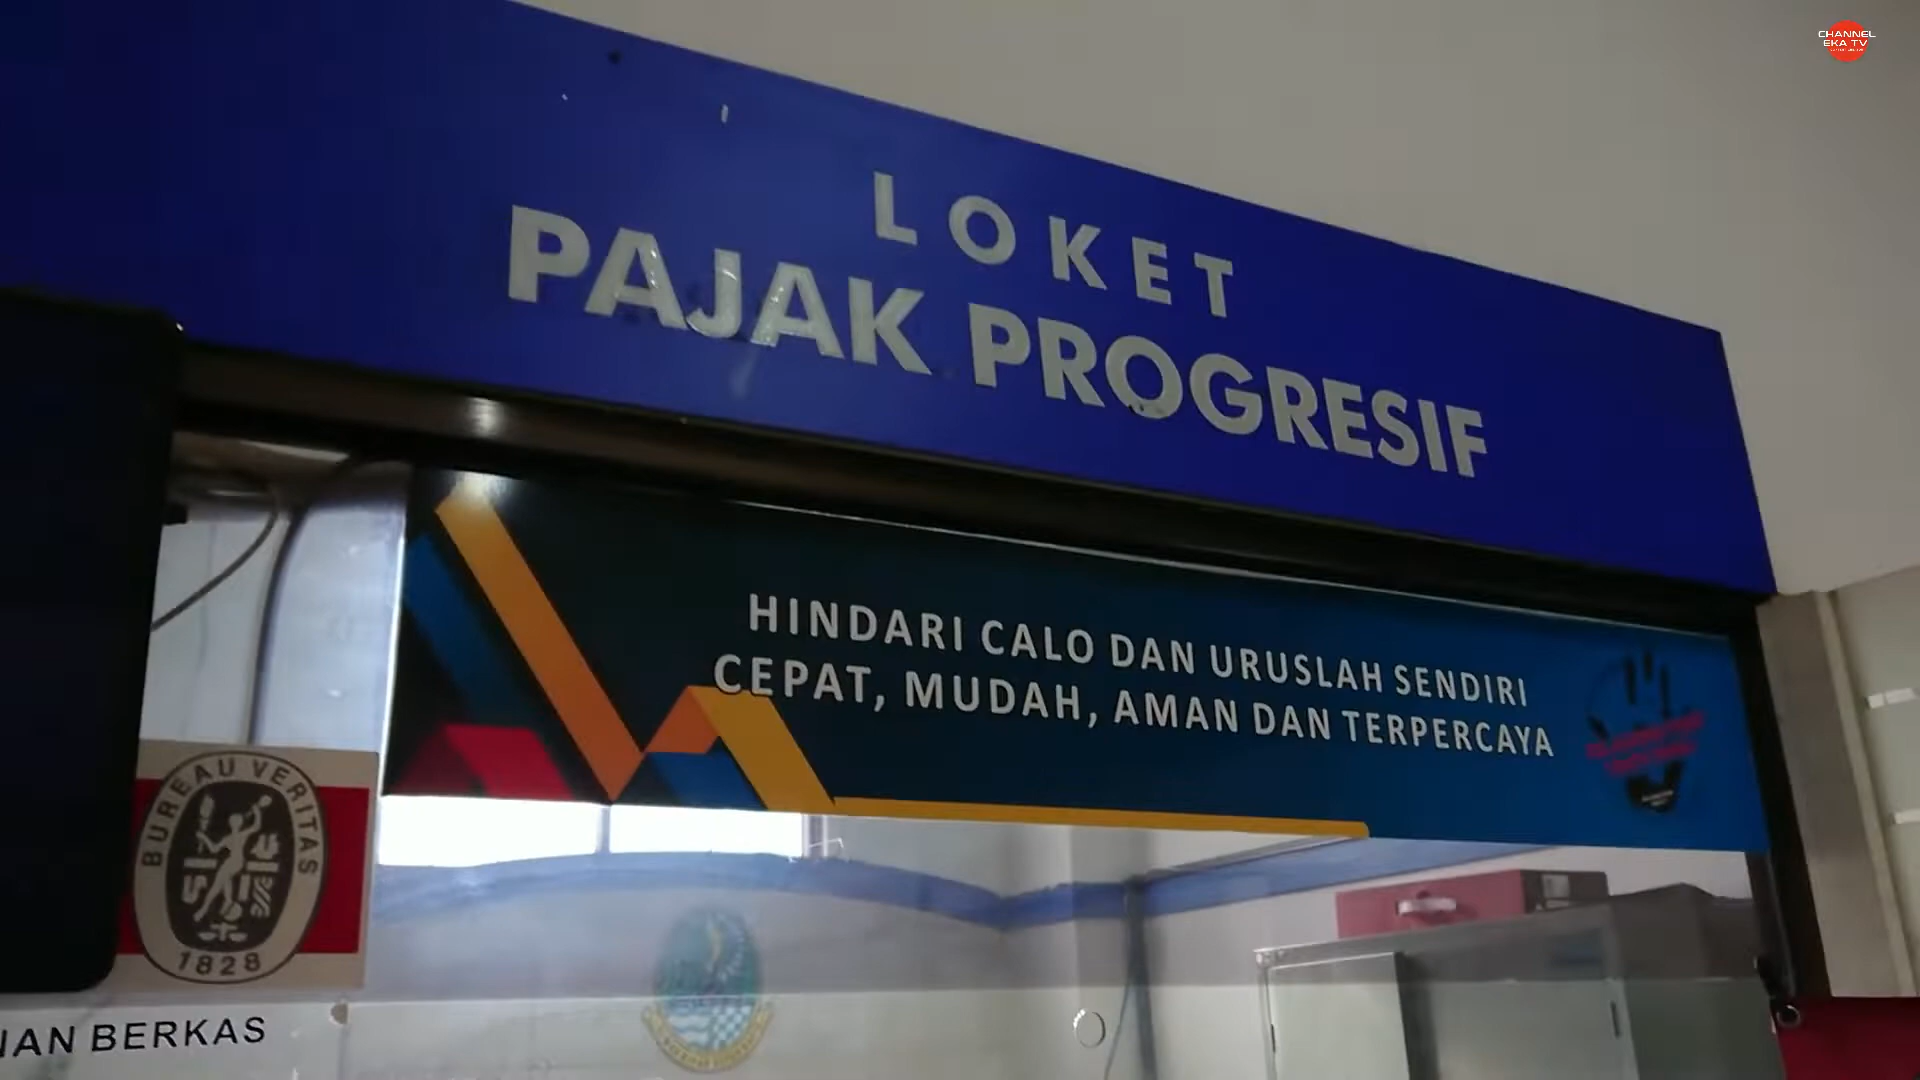 CHANNEL
EKA TV
LOKET
PAJAK PROGRESIF
HINDARI CALO DAN URUSLAH SENDIRI
CEPAT, MUDAH, AMAN DAN TERPERCAYA
BUREAU VERITAS
1828
BERKAS